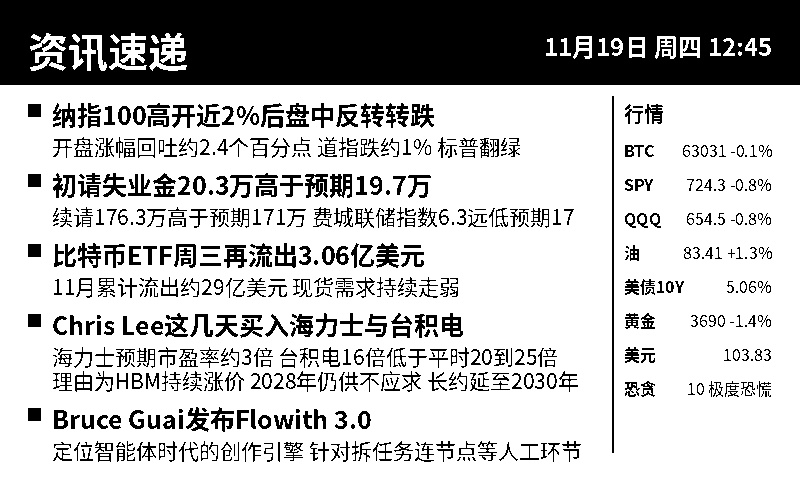 资讯速递
11月19日 周四 12:45
纳指100高开近2%后盘中反转转跌
开盘涨幅回吐约2.4个百分点 道指跌约1% 标普翻绿
初请失业金20.3万高于预期19.7万
续请176.3万高于预期171万 费城联储指数6.3远低预期17
比特币ETF周三再流出3.06亿美元
11月累计流出约29亿美元 现货需求持续走弱
Chris Lee这几天买入海力士与台积电
海力士预期市盈率约3倍 台积电16倍低于平时20到25倍
理由为HBM持续涨价 2028年仍供不应求 长约延至2030年
Bruce Guai发布Flowith 3.0
定位智能体时代的创作引擎 针对拆任务连节点等人工环节
行情
BTC 63031 -0.1%
SPY 724.3 -0.8%
QQQ 654.5 -0.8%
油 83.41 +1.3%
美债10Y 5.06%
黄金 3690 -1.4%
美元 103.83
恐贪 10 极度恐慌